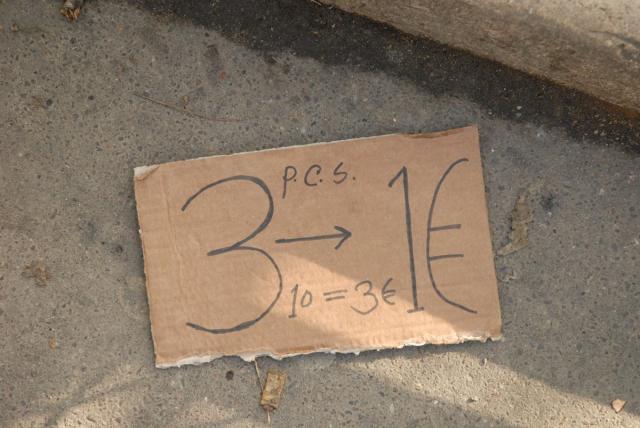 3 P.C.S. → 1€
10 = 3€